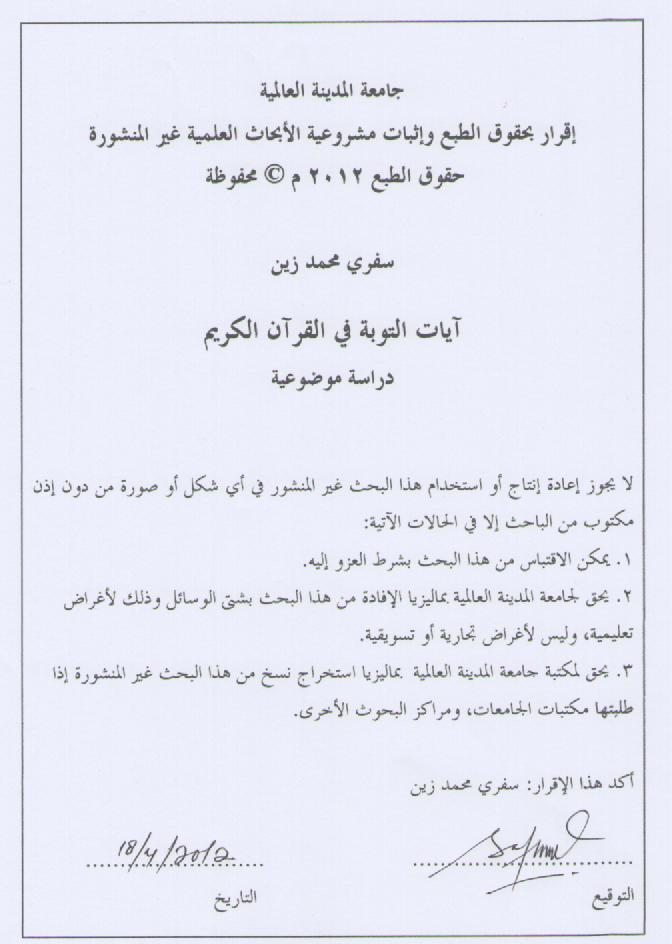 جامعة المدينة العالمية
إقرار بحقوق الطبع وإثبات مشروعية الأبحاث العلمية غير المنشورة
حقوق الطبع ٢٠١٢ م © محفوظة
سفري محمد زين
آيات التوبة في القرآن الكريم
دراسة موضوعية
لا يجوز إعادة إنتاج أو استخدام هذا البحث غير المنشور في أي شكل أو صورة من دون إذن
مكتوب من الباحث إلا في الحالات الآتية:
١. يمكن الاقتباس من هذا البحث بشرط العزو إليه.
٢. يحق لجامعة المدينة العالمية بماليزيا الإفادة من هذا البحث بشتى الوسائل وذلك لأغراض
تعليمية، وليس لأغراض تجارية أو تسويقية.
٣. يحق لمكتبة جامعة المدينة العالمية بماليزيا استخراج نسخ من هذا البحث غير المنشورة إذا
طلبتها مكتبات الجامعات، ومراكز البحوث الأخرى.
أكد هذا الإقرار: سفري محمد زين
18/4/2012
التوقيع التاريخ